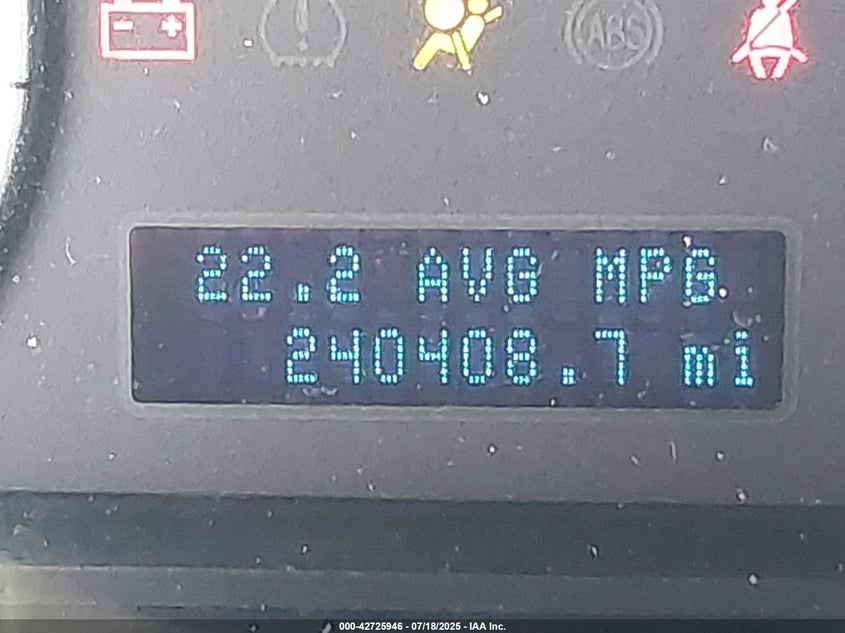 ABS
22.2 AVG MPG
240408.7 mi
000-42725946 - 07/18/2025 - IAA Inc.